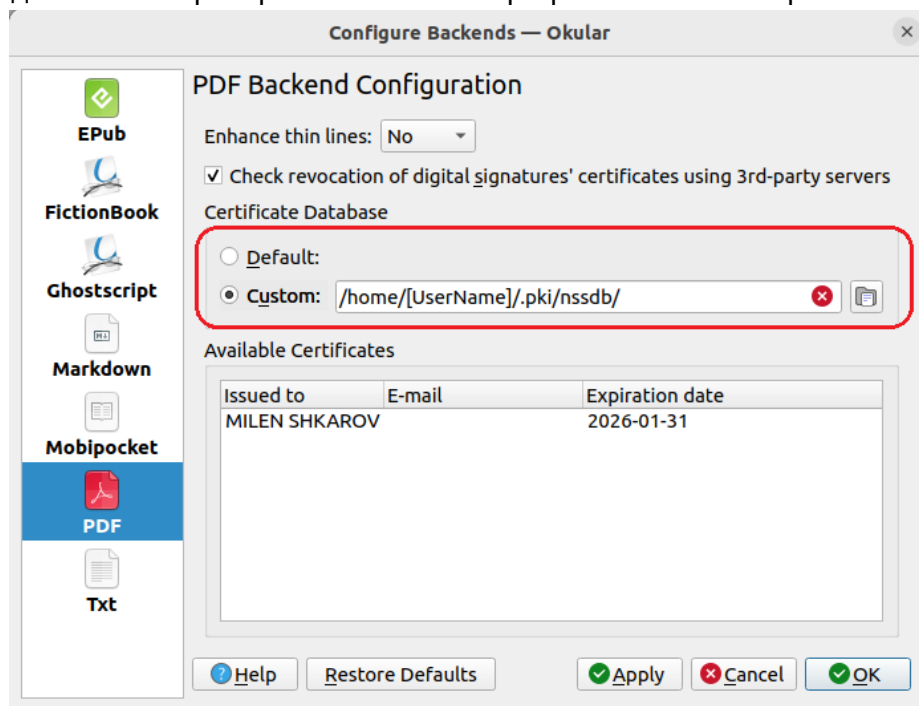 Configure Backends — Okular
EPub
FictionBook
Ghostscript
Markdown
Mobipocket
PDF
Txt
PDF Backend Configuration
Enhance thin lines: No
Check revocation of digital signatures' certificates using 3rd-party servers
Certificate Database
Default:
Custom: /home/[UserName]/.pki/nssdb/
Available Certificates
Issued to E-mail Expiration date
MILEN SHKAROV 2026-01-31
Help Restore Defaults Apply Cancel OK